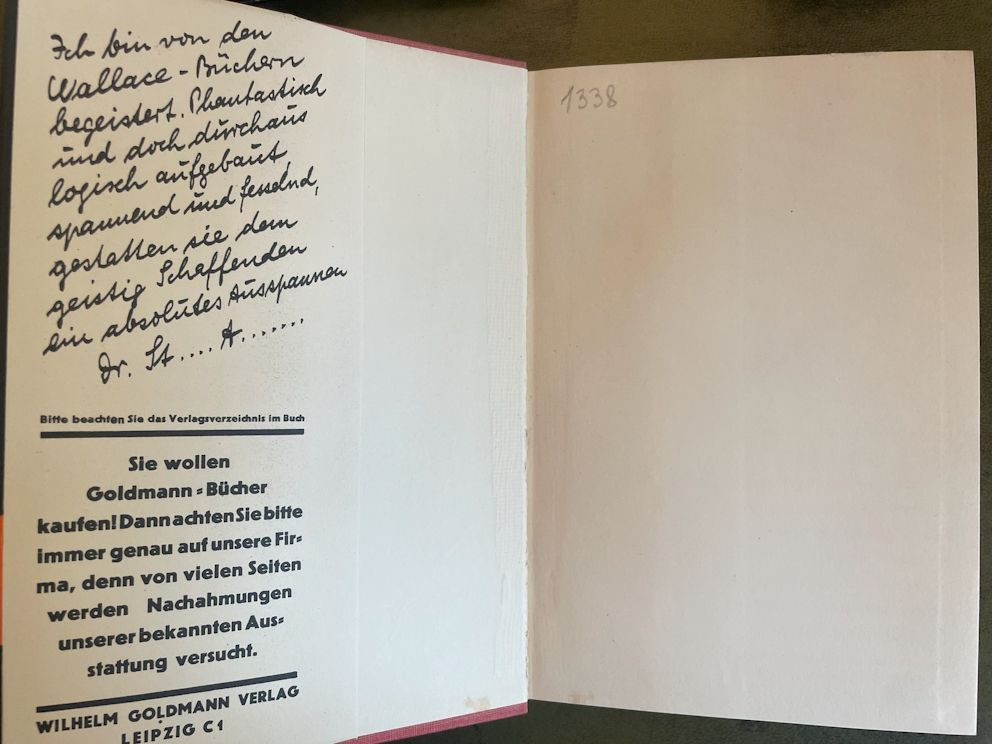 Ich bin von den
Wallace-Büchern
begeistert. Phantastisch
und doch durchaus
logisch aufgebaut,
spannend und fesselnd,
gestatten sie dem
geistig Schaffenden
ein absolutes Ausspannen
Dr. St.... A.......
Bitte beachten Sie das Verlagsverzeichnis im Buch
Sie wollen
Goldmann-Bücher
kaufen! Dann achten Sie bitte
immer genau auf unsere Fir-
ma, denn von vielen Seiten
werden Nachahmungen
unserer bekannten Aus-
stattung versucht.
WILHELM GOLDMANN VERLAG
LEIPZIG C 1
1338